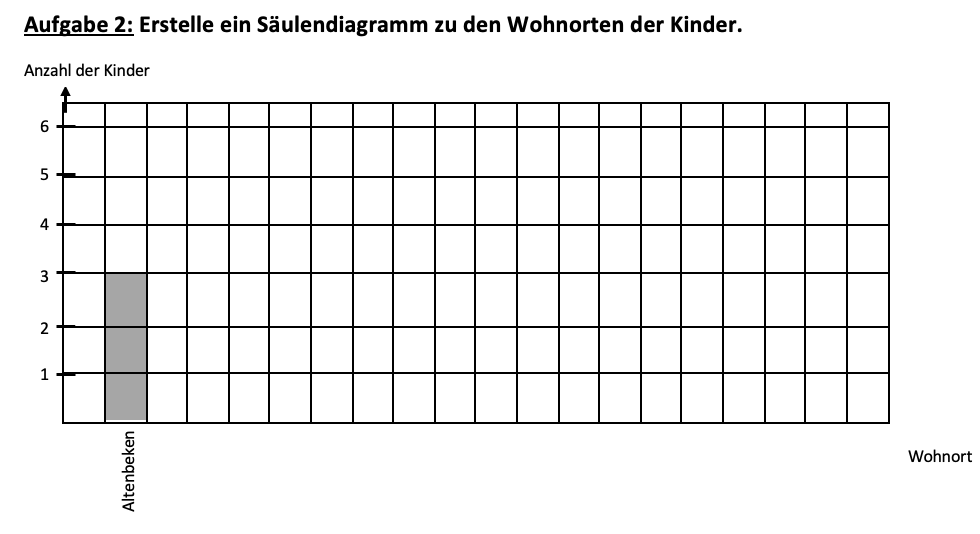 Aufgabe 2: Erstelle ein Säulendiagramm zu den Wohnorten der Kinder.
Anzahl der Kinder
6
5
4
3
2
1
Altenbeken
Wohnort